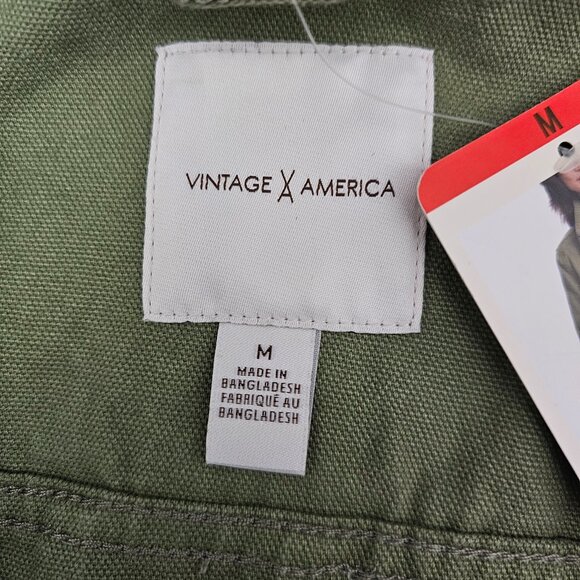 VINTAGE AMERICA
M
MADE IN
BANGLADESH
FABRIQUÉ AU
BANGLADESH
M